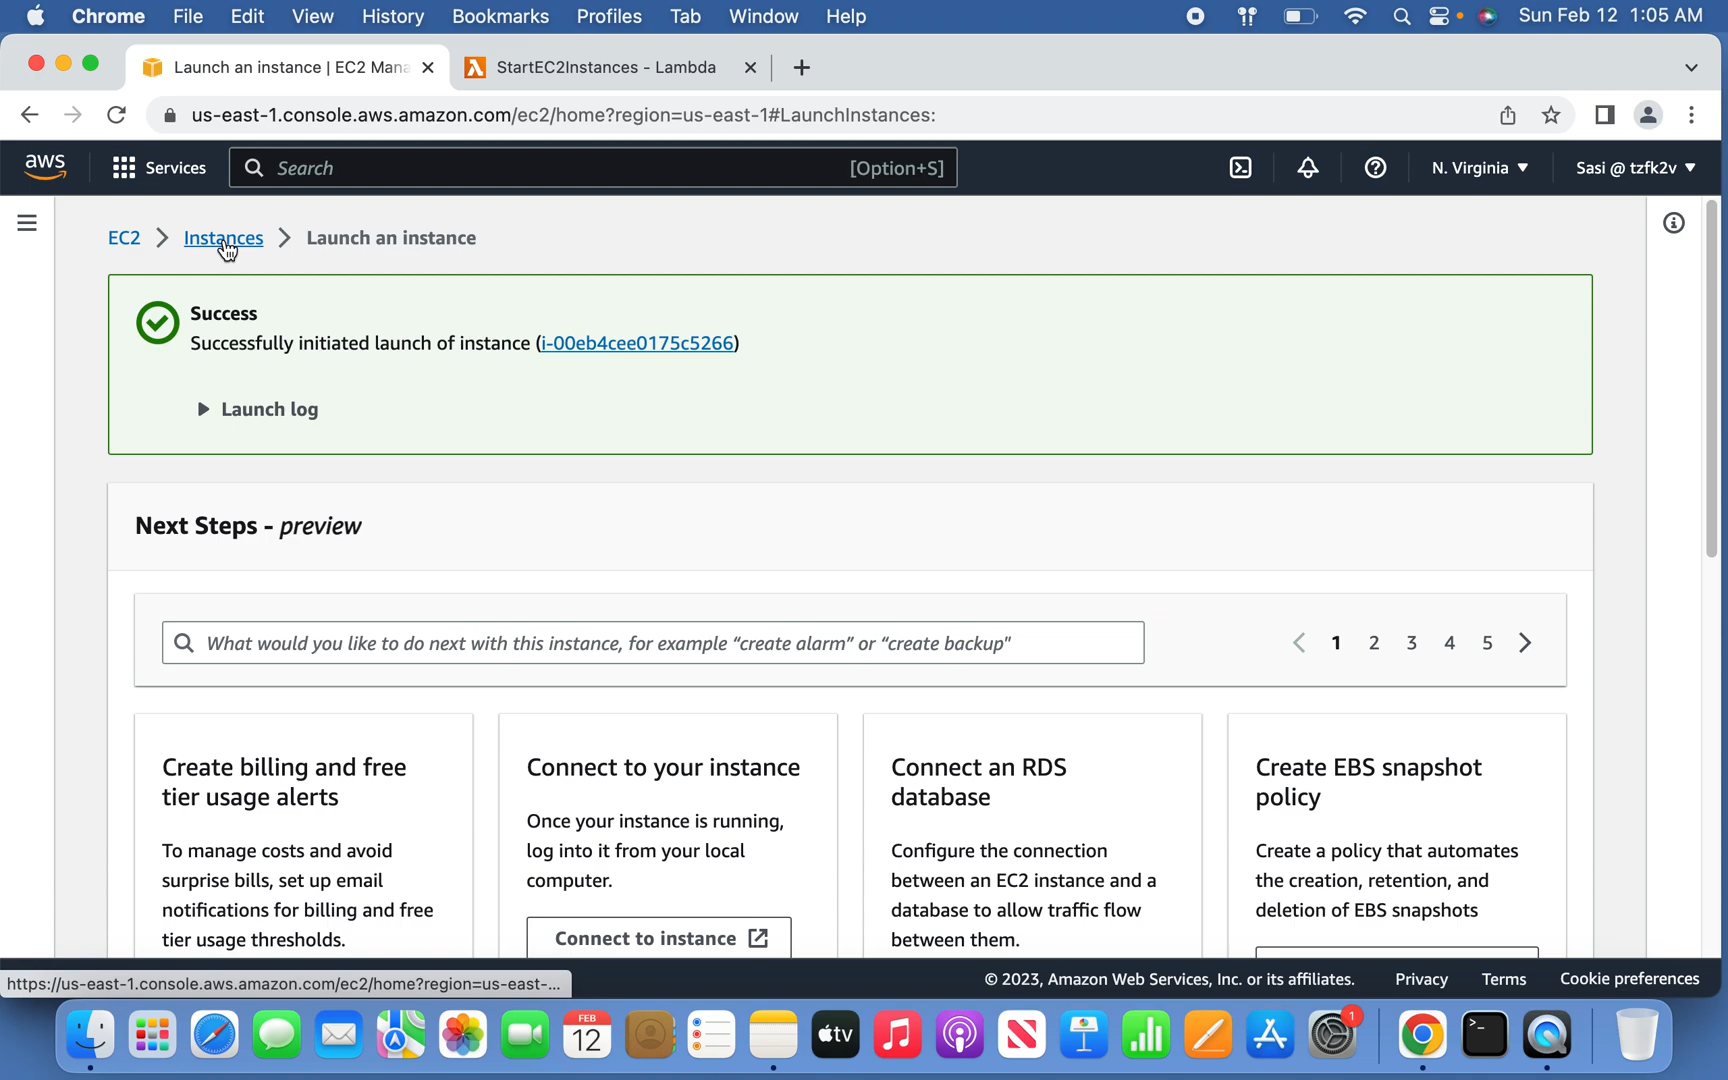 Chrome File Edit View History Bookmarks Profiles Tab Window Help Sun Feb 12 1:05 AM
Launch an instance | EC2 Mana StartEC2Instances - Lambda
us-east-1.console.aws.amazon.com/ec2/home?region=us-east-1#LaunchInstances:
aws Services Search [Option+S] N. Virginia Sasi @ tzfk2v
EC2 Instances Launch an instance
Success
Successfully initiated launch of instance (i-00eb4cee0175c5266)
Launch log
Next Steps - preview
What would you like to do next with this instance, for example “create alarm” or “create backup" 1 2 3 4 5
Create billing and free
tier usage alerts
To manage costs and avoid
surprise bills, set up email
notifications for billing and free
tier usage thresholds.
Connect to your instance
Once your instance is running,
log into it from your local
computer.
Connect to instance
Connect an RDS
database
Configure the connection
between an EC2 instance and a
database to allow traffic flow
between them.
Create EBS snapshot
policy
Create a policy that automates
the creation, retention, and
deletion of EBS snapshots
https://us-east-1.console.aws.amazon.com/ec2/home?region=us-east-... © 2023, Amazon Web Services, Inc. or its affiliates. Privacy Terms Cookie preferences
FEB
12
tv
1